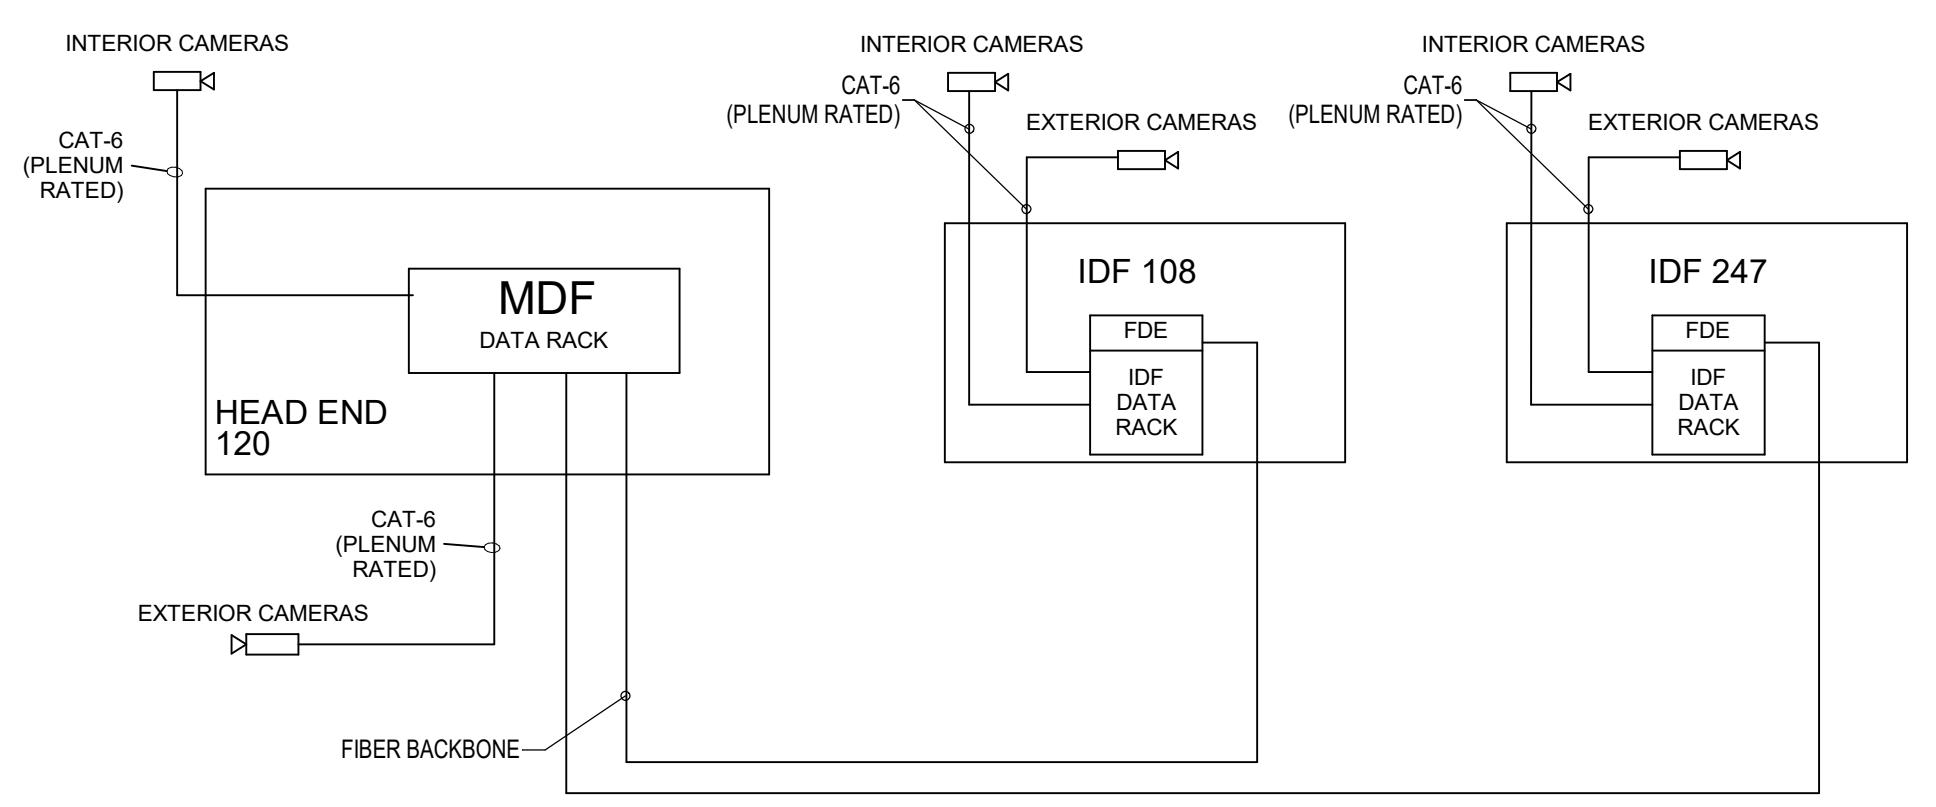 INTERIOR CAMERAS
CAT-6
(PLENUM
RATED)
MDF
DATA RACK
HEAD END
120
CAT-6
(PLENUM
RATED)
EXTERIOR CAMERAS
FIBER BACKBONE
INTERIOR CAMERAS
CAT-6
(PLENUM RATED)
EXTERIOR CAMERAS
IDF 108
FDE
IDF
DATA
RACK
INTERIOR CAMERAS
CAT-6
(PLENUM RATED)
EXTERIOR CAMERAS
IDF 247
FDE
IDF
DATA
RACK